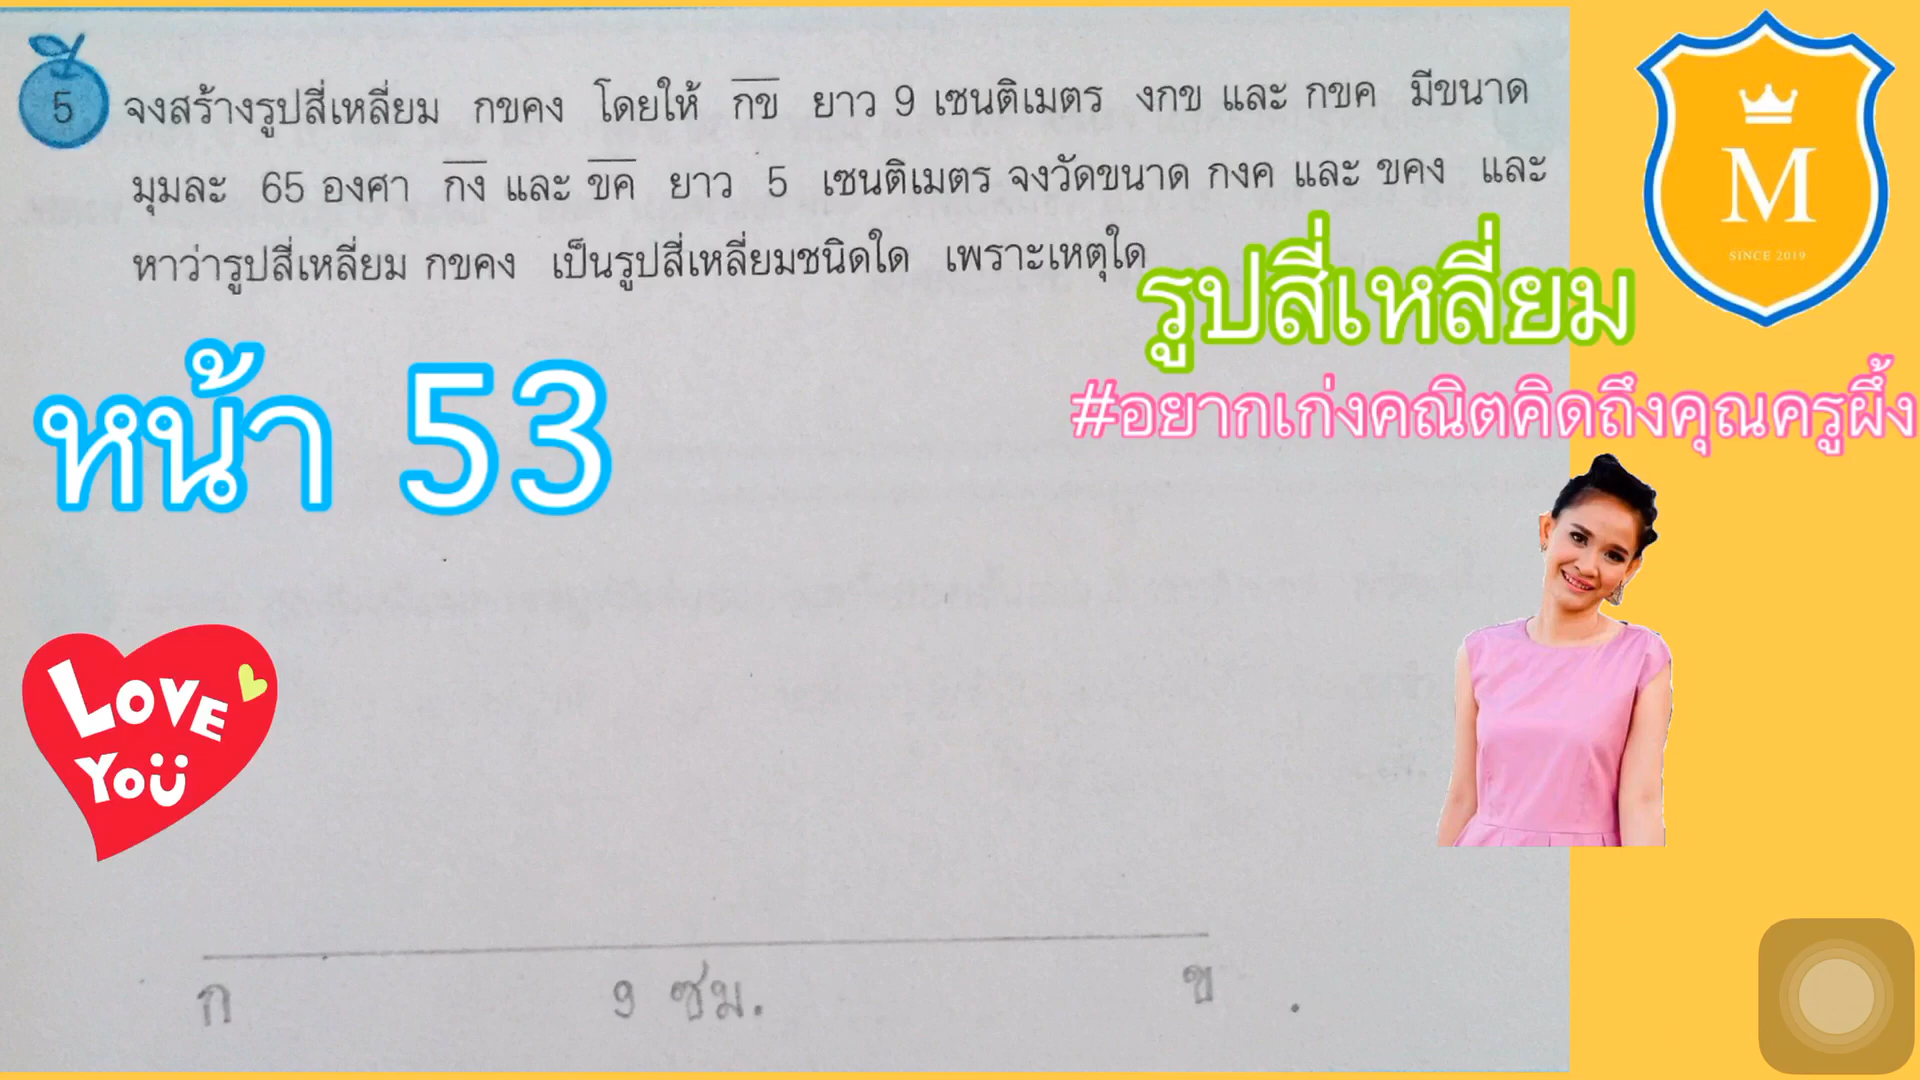 5
จงสร้างรูปสี่เหลี่ยม กขคง โดยให้ กข ยาว 9 เซนติเมตร งกข และ กขค มีขนาด
มุมละ 65 องศา กง และ ขค ยาว 5 เซนติเมตร จงวัดขนาด กงค และ ขคง และ
หาว่ารูปสี่เหลี่ยม กขคง เป็นรูปสี่เหลี่ยมชนิดใด เพราะเหตุใด
M
SINCE 2019
รูปสี่เหลี่ยม
#อยากเก่งคณิตคิดถึงคุณครูผึ้ง
หน้า 53
LOVE
YOU
ก 9 ซม. ข